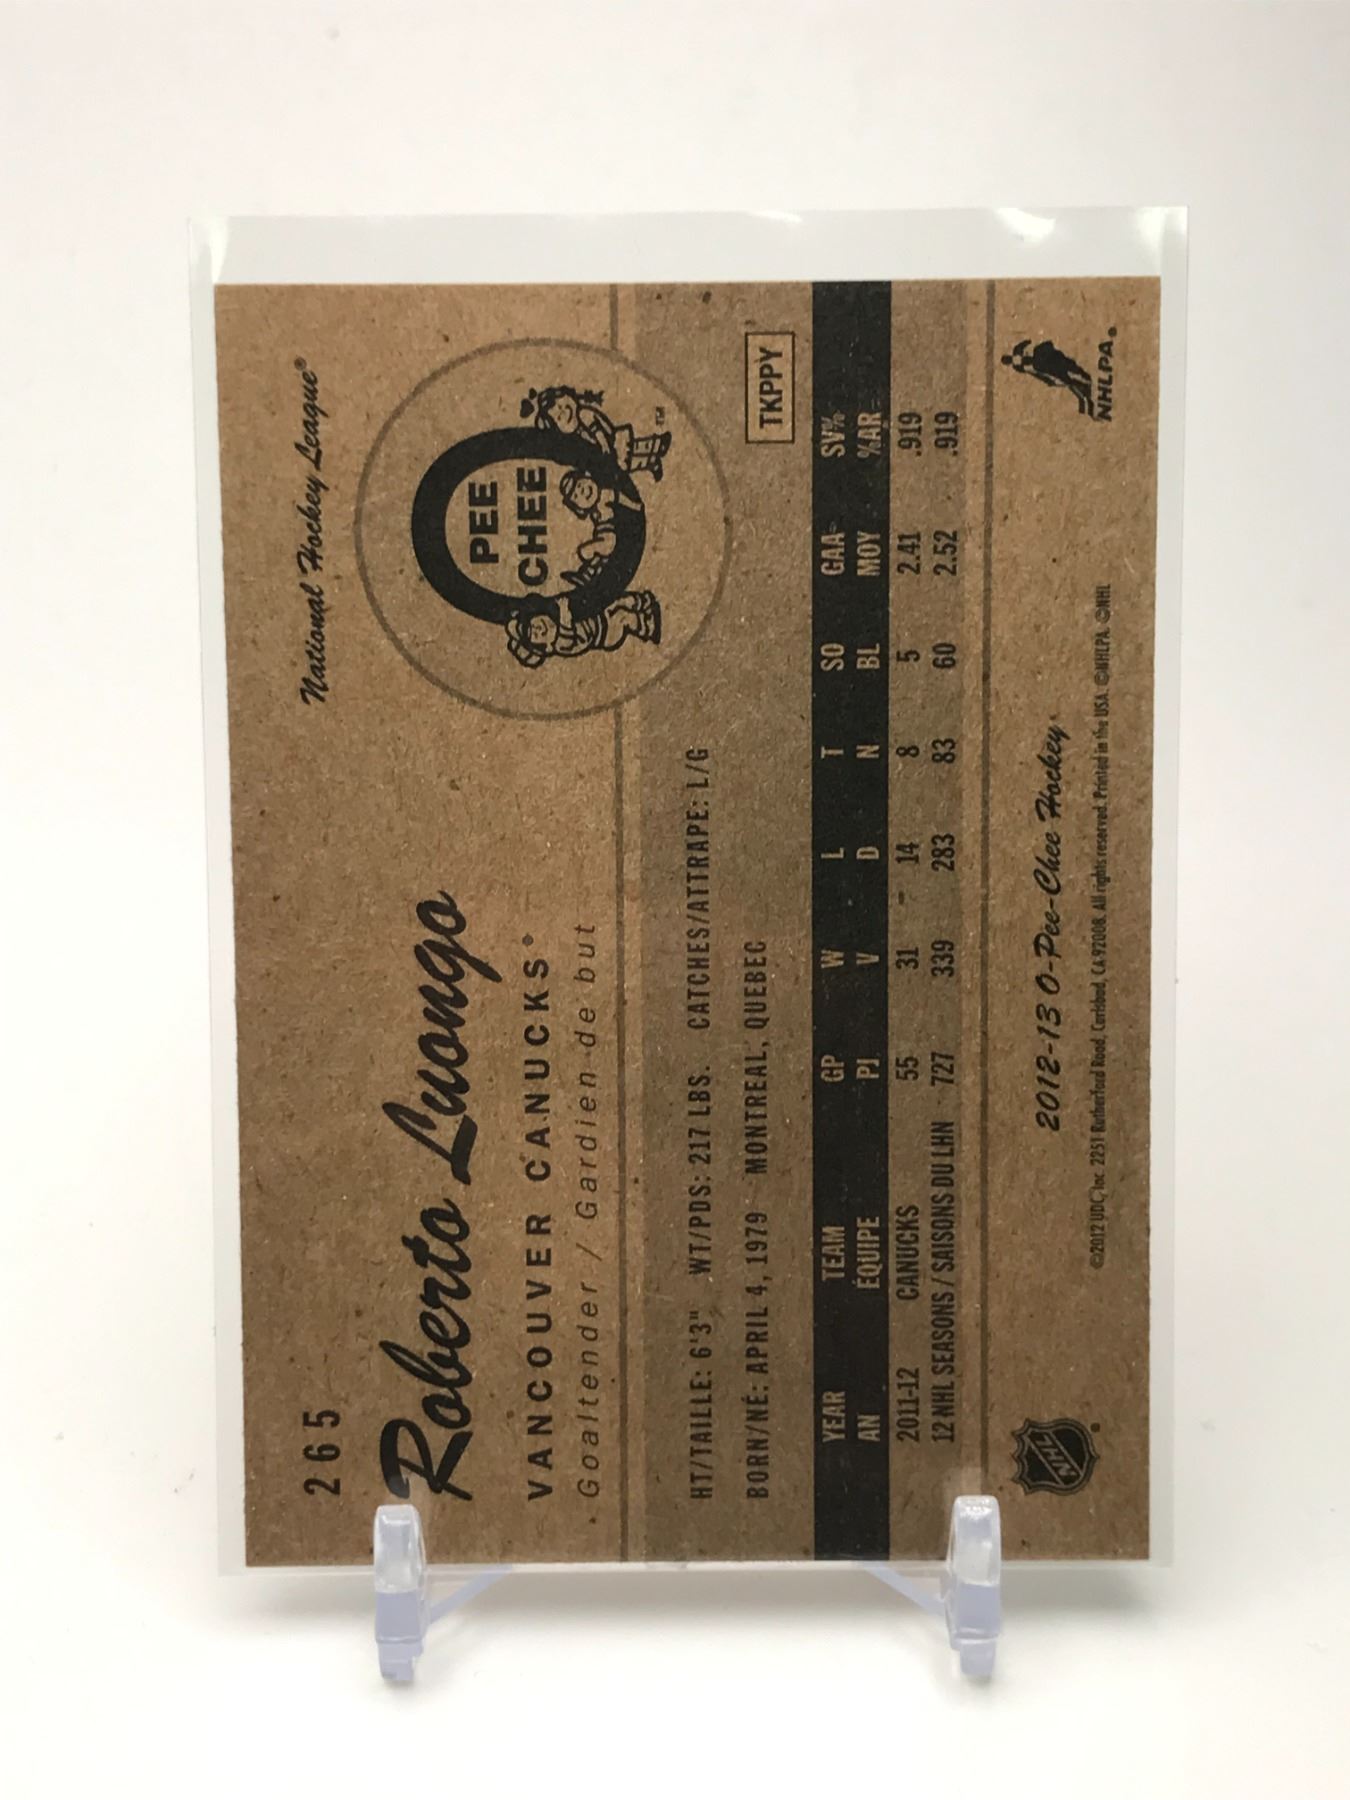 265
National Hockey League®
Roberto Luongo
VANCOUVER CANUCKS®
Goaltender / Gardien de but
PEE
CHEE
TM
HT/TAILLE: 6'3" WT/PDS: 217 LBS. CATCHES/ATTRAPE: L/G
BORN/NÉ: APRIL 4, 1979 MONTREAL, QUEBEC
TKPPY
YEAR TEAM GP W L T SO GAA SV%
AN ÉQUIPE PJ V D N BL MOY %AR
2011-12 CANUCKS 55 31 14 8 5 2.41 .919
12 NHL SEASONS / SAISONS DU LHN 727 339 283 83 60 2.52 .919
NHL
®
2012-13 O-Pee-Chee Hockey
©2012 UDC, Inc. 2251 Rutherford Road, Carlsbad, CA 92008. All rights reserved. Printed in the USA. ©NHLPA ©NHL
NHLPA®